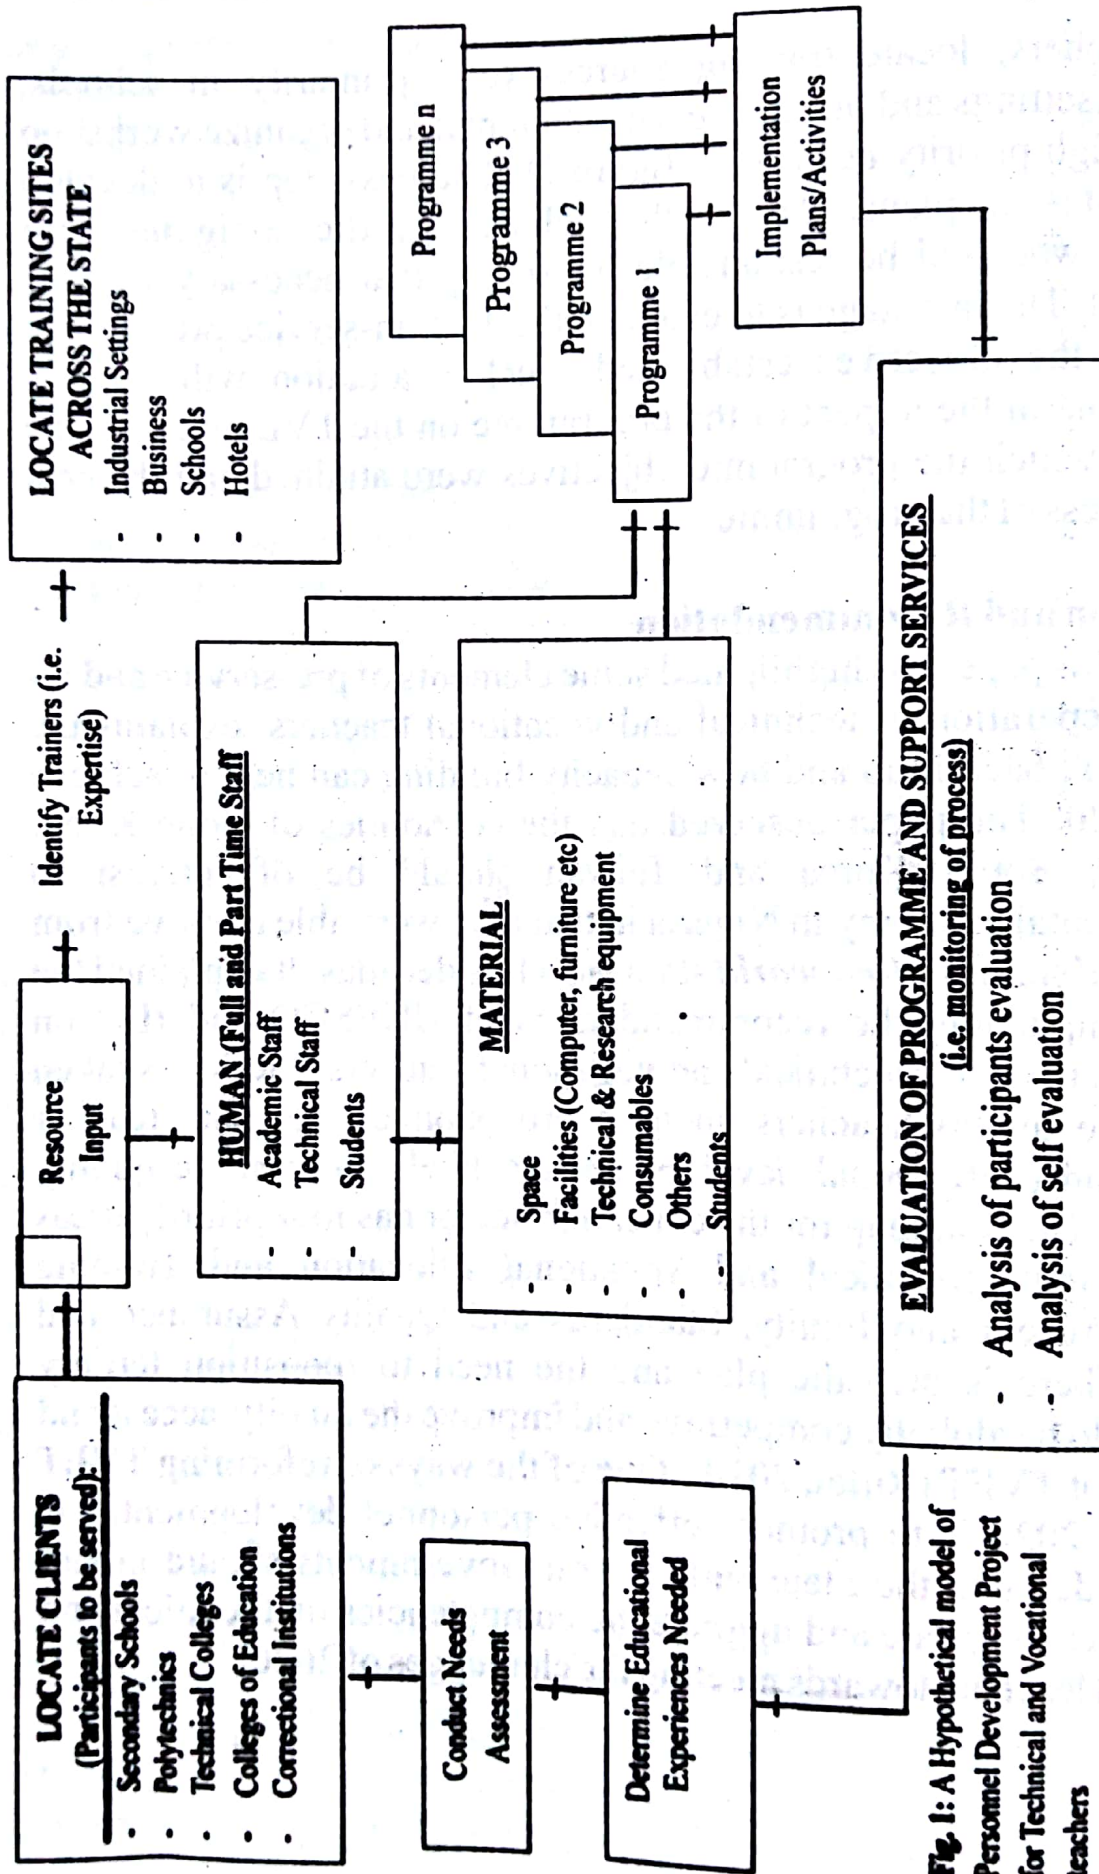 LOCATE CLIENTS
(Participants to be served):
- Secondary Schools
- Polytechnics
- Technical Colleges
- Colleges of Education
- Correctional Institutions
Resource
Input
Identify Trainers (i.e.
Expertise)
LOCATE TRAINING SITES
ACROSS THE STATE
- Industrial Settings
- Business
- Schools
- Hotels
Conduct Needs
Assessment
HUMAN (Full and Part Time Staff
- Academic Staff
- Technical Staff
- Students
Determine Educational
Experiences Needed
MATERIAL
- Space
- Facilities (Computer, furniture etc)
- Technical & Research equipment
- Consumables
- Others
- Students
Programme n
Programme 3
Programme 2
Programme 1
Implementation
Plans/Activities
EVALUATION OF PROGRAMME AND SUPPORT SERVICES
(i.e. monitoring of process)
- Analysis of participants evaluation
- Analysis of self evaluation
Fig. 1: A Hypothetical model of
Personnel Development Project
for Technical and Vocational
teachers